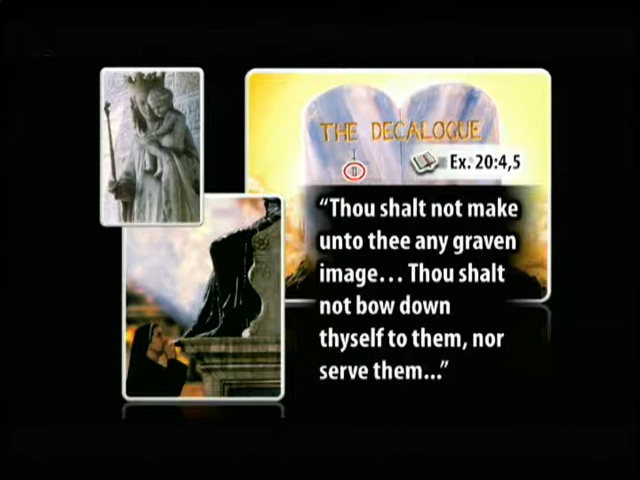 THE DECALOGUE
I
II
Ex. 20:4,5
“Thou shalt not make
unto thee any graven
image... Thou shalt
not bow down
thyself to them, nor
serve them...”